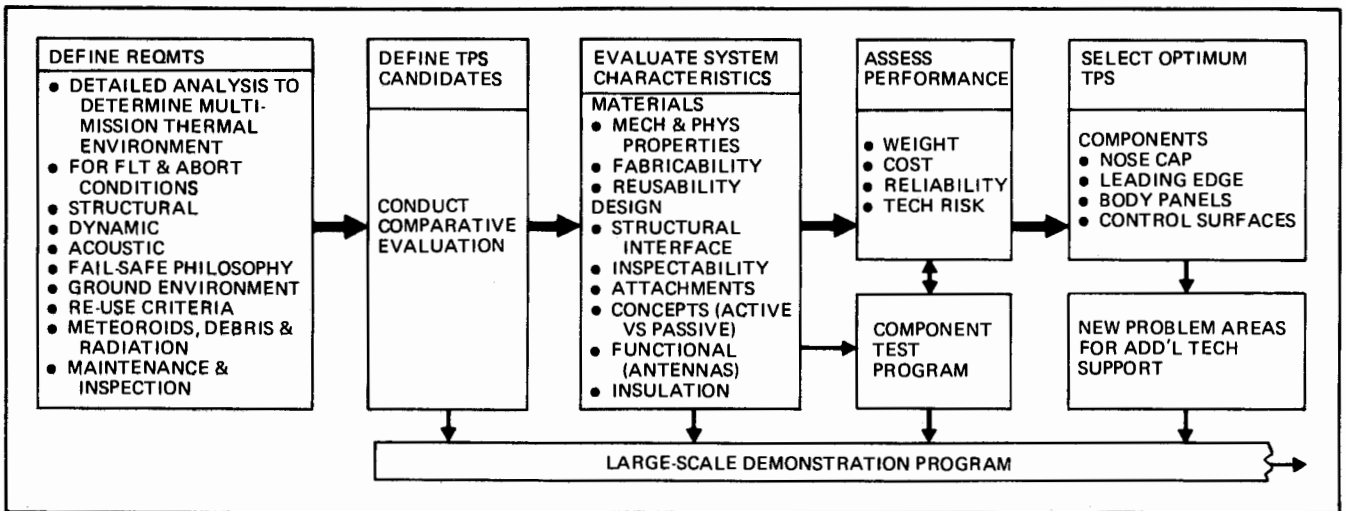 DEFINE REQMTS
● DETAILED ANALYSIS TO
DETERMINE MULTI-
MISSION THERMAL
ENVIRONMENT
● FOR FLT & ABORT
CONDITIONS
● STRUCTURAL
● DYNAMIC
● ACOUSTIC
● FAIL-SAFE PHILOSOPHY
● GROUND ENVIRONMENT
● RE-USE CRITERIA
● METEOROIDS, DEBRIS &
RADIATION
● MAINTENANCE &
INSPECTION
DEFINE TPS
CANDIDATES
CONDUCT
COMPARATIVE
EVALUATION
EVALUATE SYSTEM
CHARACTERISTICS
MATERIALS
● MECH & PHYS
PROPERTIES
● FABRICABILITY
● REUSABILITY
DESIGN
● STRUCTURAL
INTERFACE
● INSPECTABILITY
● ATTACHMENTS
● CONCEPTS (ACTIVE
VS PASSIVE)
● FUNCTIONAL
(ANTENNAS)
● INSULATION
ASSESS
PERFORMANCE
● WEIGHT
● COST
● RELIABILITY
● TECH RISK
COMPONENT
TEST
PROGRAM
SELECT OPTIMUM
TPS
COMPONENTS
● NOSE CAP
● LEADING EDGE
● BODY PANELS
● CONTROL SURFACES
NEW PROBLEM AREAS
FOR ADD'L TECH
SUPPORT
LARGE-SCALE DEMONSTRATION PROGRAM